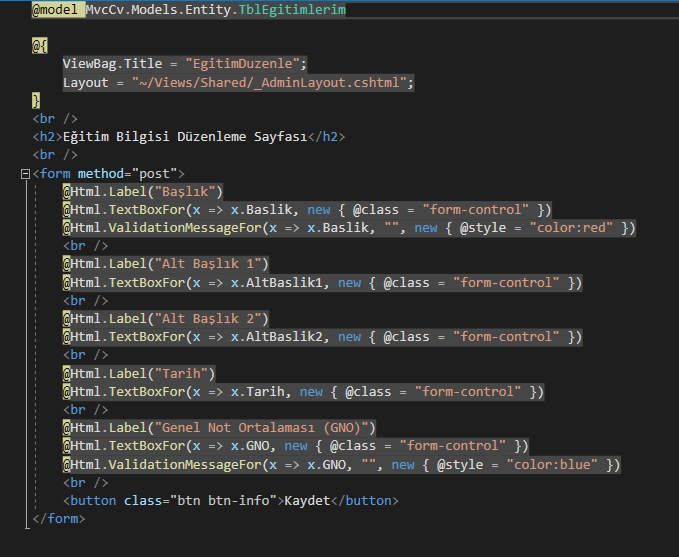 @model MvcCv.Models.Entity.TblEgitimlerim
@{
ViewBag.Title = "EgitimDuzenle";
Layout = "~/Views/Shared/_AdminLayout.cshtml";
}
<br />
<h2>Eğitim Bilgisi Düzenleme Sayfası</h2>
<br />
<form method="post">
@Html.Label("Başlık")
@Html.TextBoxFor(x => x.Baslik, new { @class = "form-control" })
@Html.ValidationMessageFor(x => x.Baslik, "", new { @style = "color:red" })
<br />
@Html.Label("Alt Başlık 1")
@Html.TextBoxFor(x => x.AltBaslik1, new { @class = "form-control" })
<br />
@Html.Label("Alt Başlık 2")
@Html.TextBoxFor(x => x.AltBaslik2, new { @class = "form-control" })
<br />
@Html.Label("Tarih")
@Html.TextBoxFor(x => x.Tarih, new { @class = "form-control" })
<br />
@Html.Label("Genel Not Ortalaması (GNO)")
@Html.TextBoxFor(x => x.GNO, new { @class = "form-control" })
@Html.ValidationMessageFor(x => x.GNO, "", new { @style = "color:blue" })
<br />
<button class="btn btn-info">Kaydet</button>
</form>